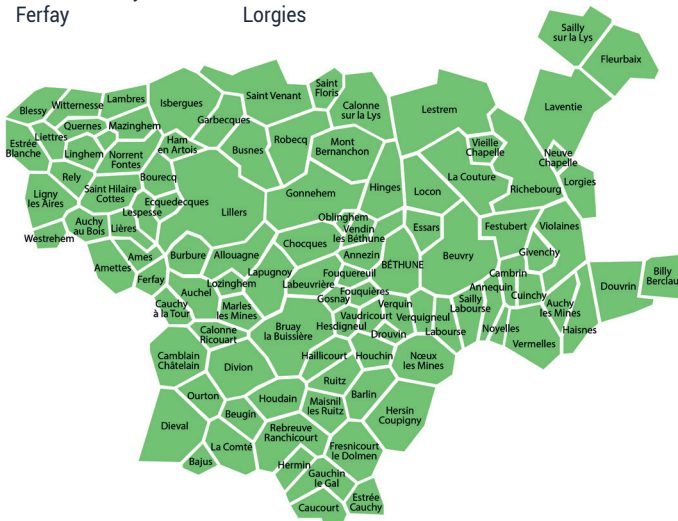 Ferfay
Lorgies
Sailly
sur la Lys
Fleurbaix
Laventie
Blessy
Witternesse
Lambres
Isbergues
Saint Venant
Saint
Floris
Calonne
sur la Lys
Lestrem
Estrée
Blanche
Liettres
Quernes
Mazinghem
Garbecques
Linghem
Norrent
Fontes
Ham
en Artois
Busnes
Robecq
Mont
Bernanchon
Vieille
Chapelle
Neuve
Chapelle
Rely
Bourecq
La Couture
Richebourg
Lorgies
Ligny
les Aires
Saint Hilaire
Cottes
Ecquedecques
Lillers
Gonnehem
Hinges
Locon
Westrehem
Auchy
au Bois
Lespesse
Lières
Oblinghem
Vendin
les Béthune
Essars
Festubert
Violaines
Amettes
Ames
Ferfay
Burbure
Allouagne
Chocques
Annezin
BÉTHUNE
Beuvry
Givenchy
Cauchy
à la Tour
Auchel
Lozinghem
Lapugnoy
Labeuvrière
Fouquereuil
Fouquières
Gosnay
Cambrin
Annequin
Cuinchy
Auchy
les Mines
Douvrin
Billy
Berclau
Marles
les Mines
Calonne
Ricouart
Bruay
la Buissière
Hesdigneul
Vaudricourt
Verquin
Verquigneul
Drouvin
Labourse
Sailly
Labourse
Noyelles
Vermelles
Haisnes
Camblain
Châtelain
Divion
Haillicourt
Houchin
Nœux
les Mines
Ruitz
Ourton
Beugin
Houdain
Maisnil
les Ruitz
Barlin
Hersin
Coupigny
Dieval
La Comté
Rebreuve
Ranchicourt
Fresnicourt
le Dolmen
Bajus
Hermin
Gauchin
le Gal
Caucourt
Estrée
Cauchy